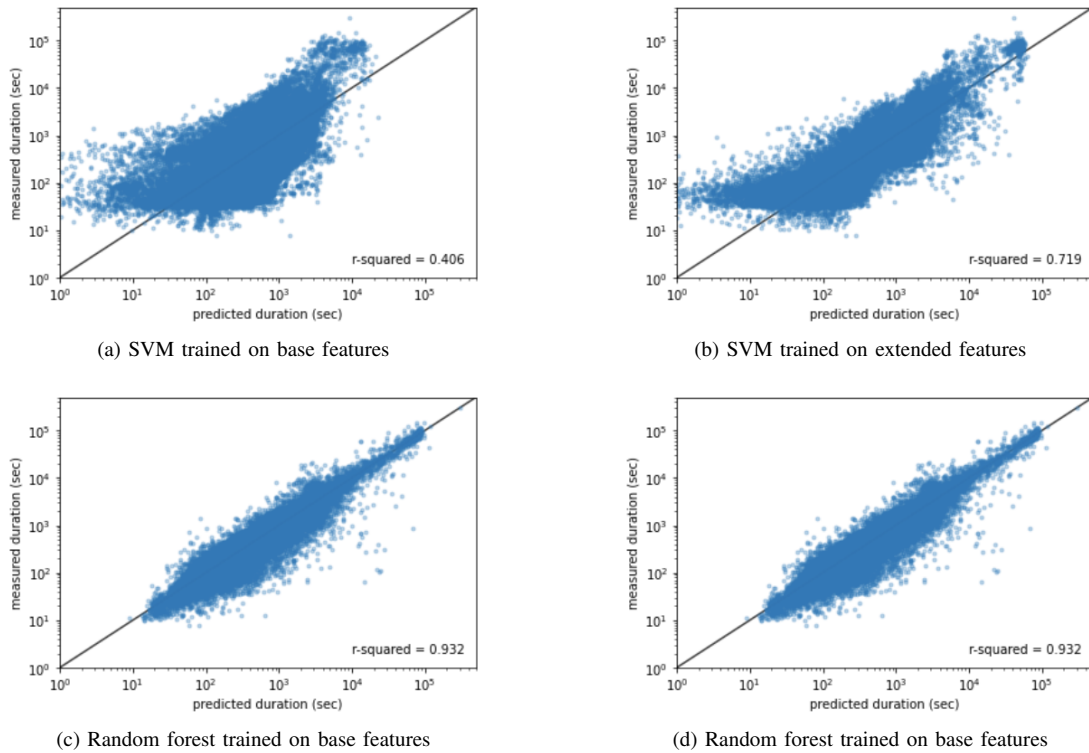 10⁵
10⁴
10³
10²
10¹
10⁰
measured duration (sec)
r-squared = 0.406
10⁰ 10¹ 10² 10³ 10⁴ 10⁵
predicted duration (sec)
(a) SVM trained on base features
10⁵
10⁴
10³
10²
10¹
10⁰
measured duration (sec)
r-squared = 0.719
10⁰ 10¹ 10² 10³ 10⁴ 10⁵
predicted duration (sec)
(b) SVM trained on extended features
10⁵
10⁴
10³
10²
10¹
10⁰
measured duration (sec)
r-squared = 0.932
10⁰ 10¹ 10² 10³ 10⁴ 10⁵
predicted duration (sec)
(c) Random forest trained on base features
10⁵
10⁴
10³
10²
10¹
10⁰
measured duration (sec)
r-squared = 0.932
10⁰ 10¹ 10² 10³ 10⁴ 10⁵
predicted duration (sec)
(d) Random forest trained on base features